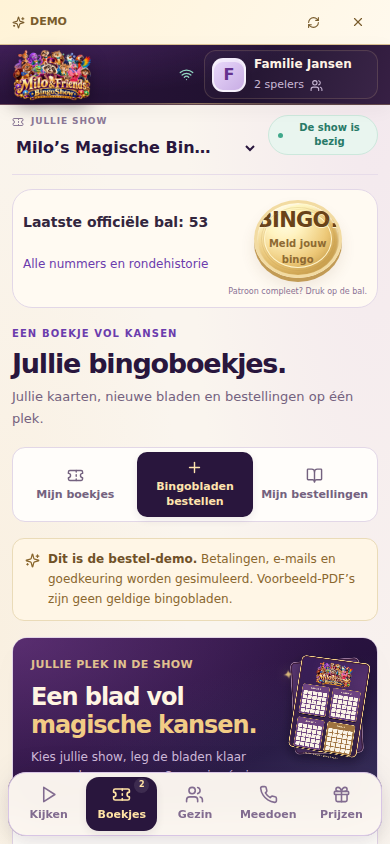 DEMO
Milo & Friends
BingoShow
F
Familie Jansen
2 spelers
JULLIE SHOW
Milo’s Magische Bin...
De show is
bezig
Laatste officiële bal: 53
Alle nummers en rondehistorie
BINGO!
Meld jouw
bingo
Patroon compleet? Druk op de bal.
EEN BOEKJE VOL KANSEN
Jullie bingoboekjes.
Jullie kaarten, nieuwe bladen en bestellingen op één
plek.
Mijn boekjes
Bingobladen
bestellen
Mijn bestellingen
Dit is de bestel-demo. Betalingen, e-mails en
goedkeuring worden gesimuleerd. Voorbeeld-PDF’s
zijn geen geldige bingobladen.
JULLIE PLEK IN DE SHOW
Een blad vol
magische kansen.
Kies jullie show, leg de bladen klaar
Kijken
Boekjes
2
Gezin
Meedoen
Prijzen